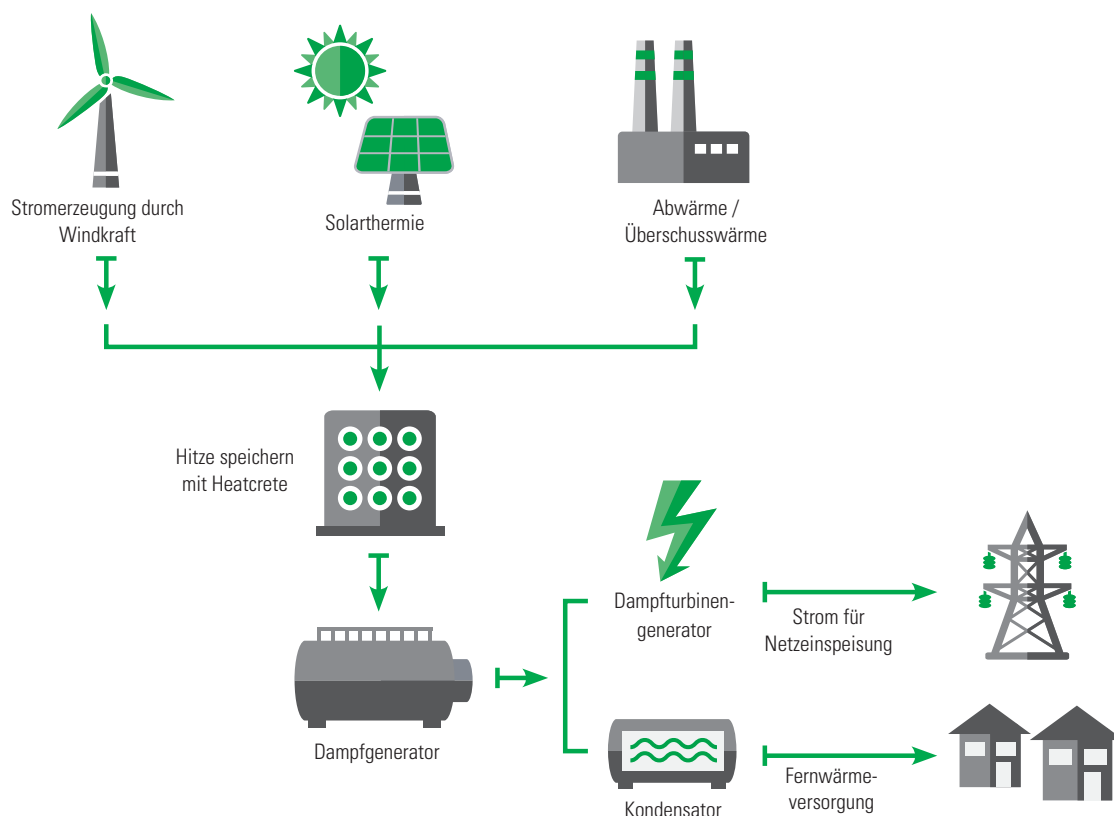 Stromerzeugung durch
Windkraft
Solarthermie
Abwärme /
Überschusswärme
Hitze speichern
mit Heatcrete
Dampfturbinen-
generator
Strom für
Netzeinspeisung
Dampfgenerator
Kondensator
Fernwärme-
versorgung